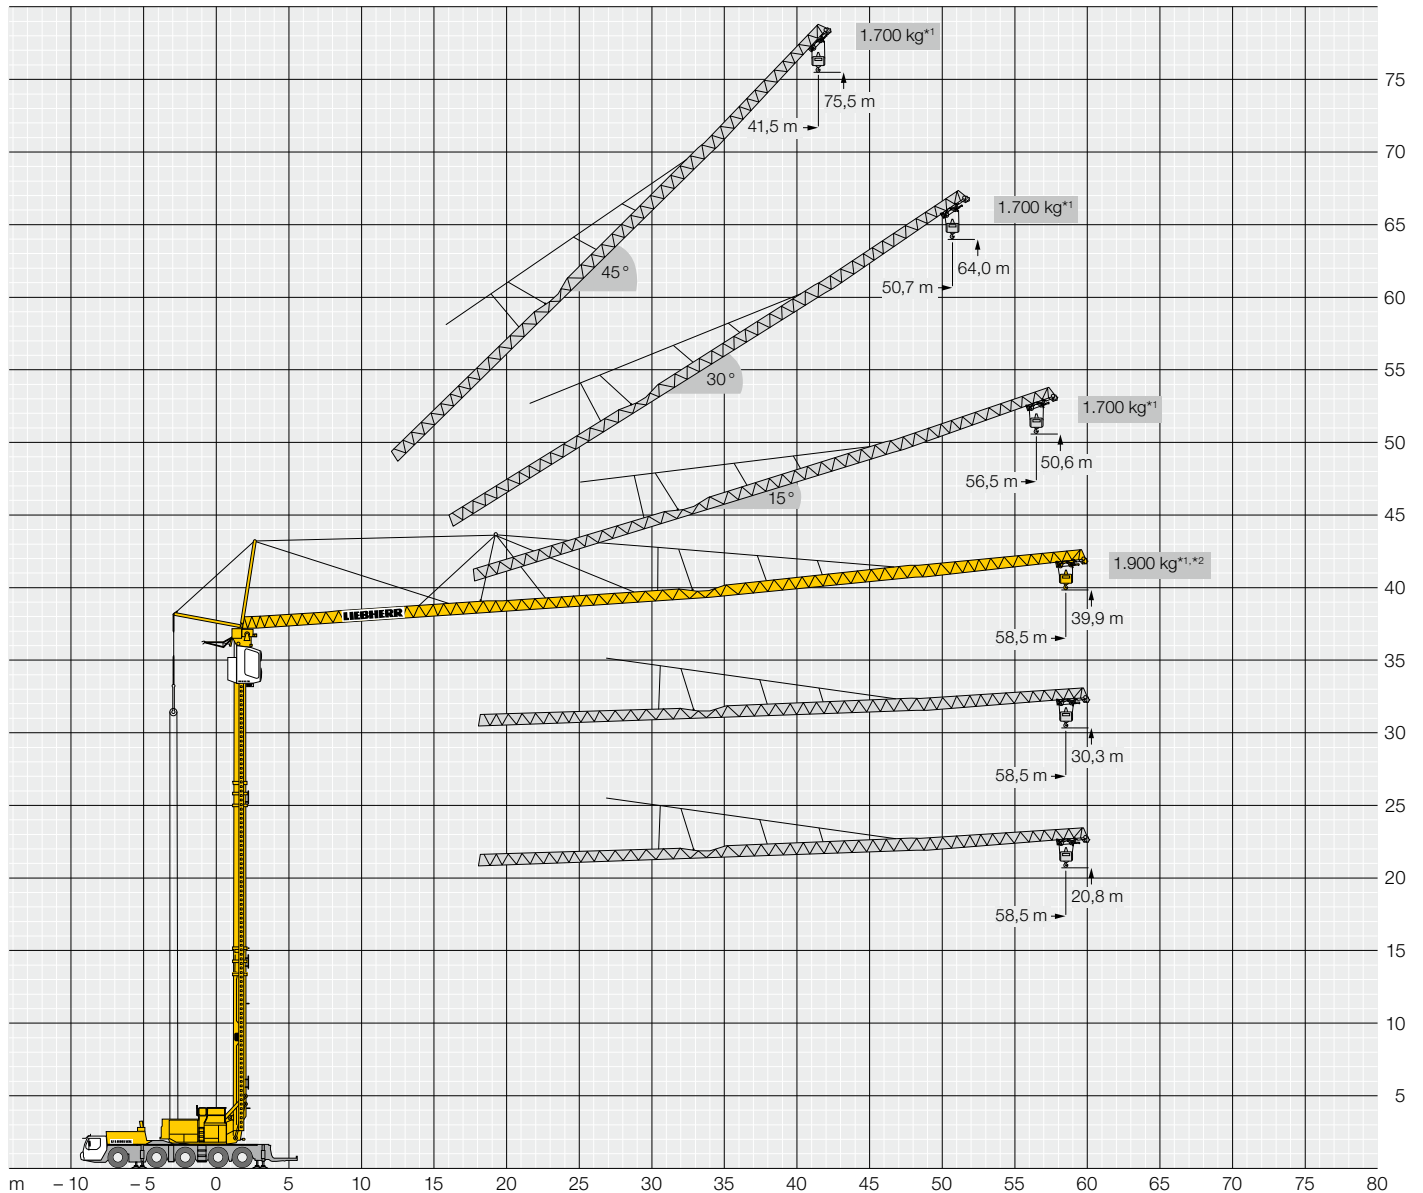 1.700 kg*1
75
75,5 m
41,5 m
70
1.700 kg*1
65
64,0 m
45°
50,7 m
60
55
30°
1.700 kg*1
50
50,6 m
56,5 m
15°
45
1.900 kg*1,*2
40
39,9 m
LIEBHERR
58,5 m
35
30
30,3 m
58,5 m
25
20
20,8 m
58,5 m
15
10
5
LIEBHERR
m – 10 – 5 0 5 10 15 20 25 30 35 40 45 50 55 60 65 70 75 80